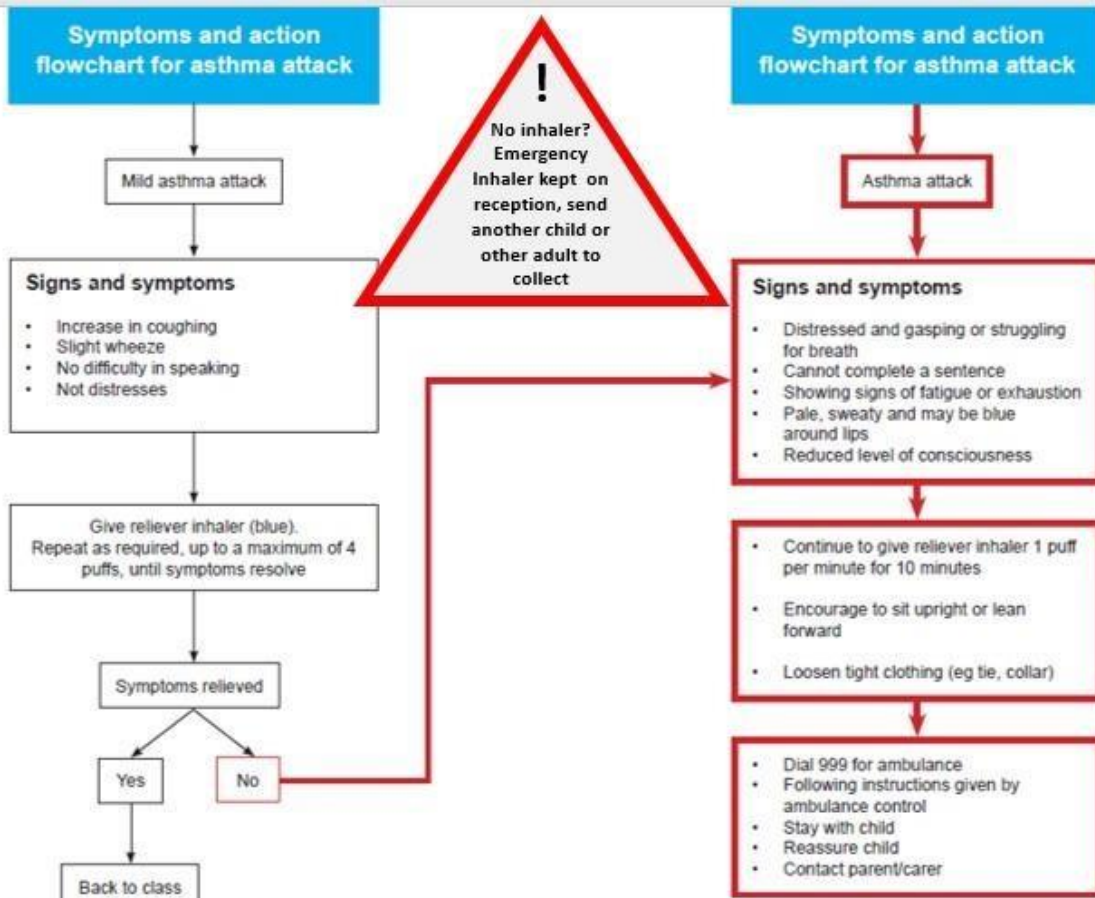 Symptoms and action
flowchart for asthma attack
Mild asthma attack
Signs and symptoms
• Increase in coughing
• Slight wheeze
• No difficulty in speaking
• Not distresses
Give reliever inhaler (blue).
Repeat as required, up to a maximum of 4
puffs, until symptoms resolve
Symptoms relieved
Yes
No
Back to class
!
No inhaler?
Emergency
Inhaler kept on
reception, send
another child or
other adult to
collect
Symptoms and action
flowchart for asthma attack
Asthma attack
Signs and symptoms
• Distressed and gasping or struggling
for breath
• Cannot complete a sentence
• Showing signs of fatigue or exhaustion
• Pale, sweaty and may be blue
around lips
• Reduced level of consciousness
• Continue to give reliever inhaler 1 puff
per minute for 10 minutes
• Encourage to sit upright or lean
forward
• Loosen tight clothing (eg tie, collar)
• Dial 999 for ambulance
• Following instructions given by
ambulance control
• Stay with child
• Reassure child
• Contact parent/carer